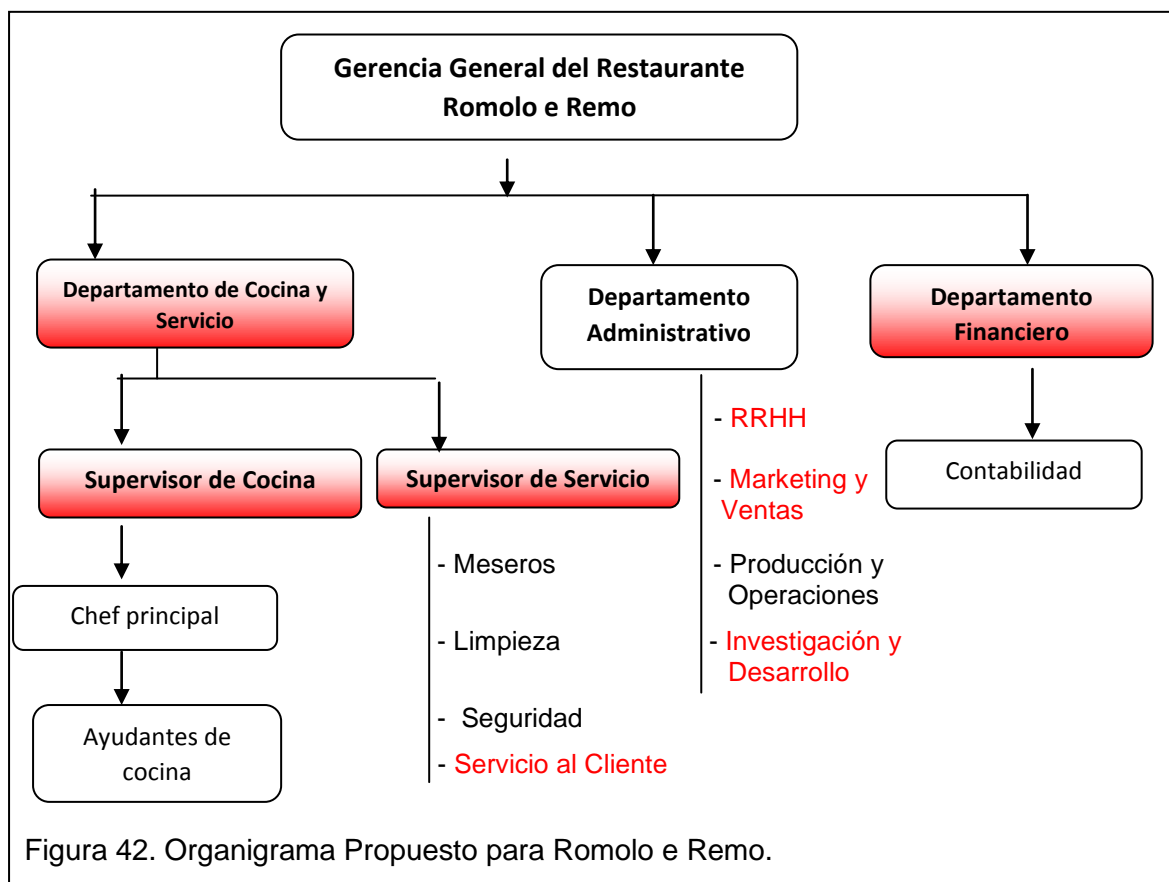 Gerencia General del Restaurante
Romolo e Remo
Departamento de Cocina y
Servicio
Departamento
Administrativo
Departamento
Financiero
Supervisor de Cocina
Supervisor de Servicio
- RRHH
- Marketing y
Ventas
- Producción y
Operaciones
- Investigación y
Desarrollo
Contabilidad
Chef principal
Ayudantes de
cocina
- Meseros
- Limpieza
- Seguridad
- Servicio al Cliente
Figura 42. Organigrama Propuesto para Romolo e Remo.